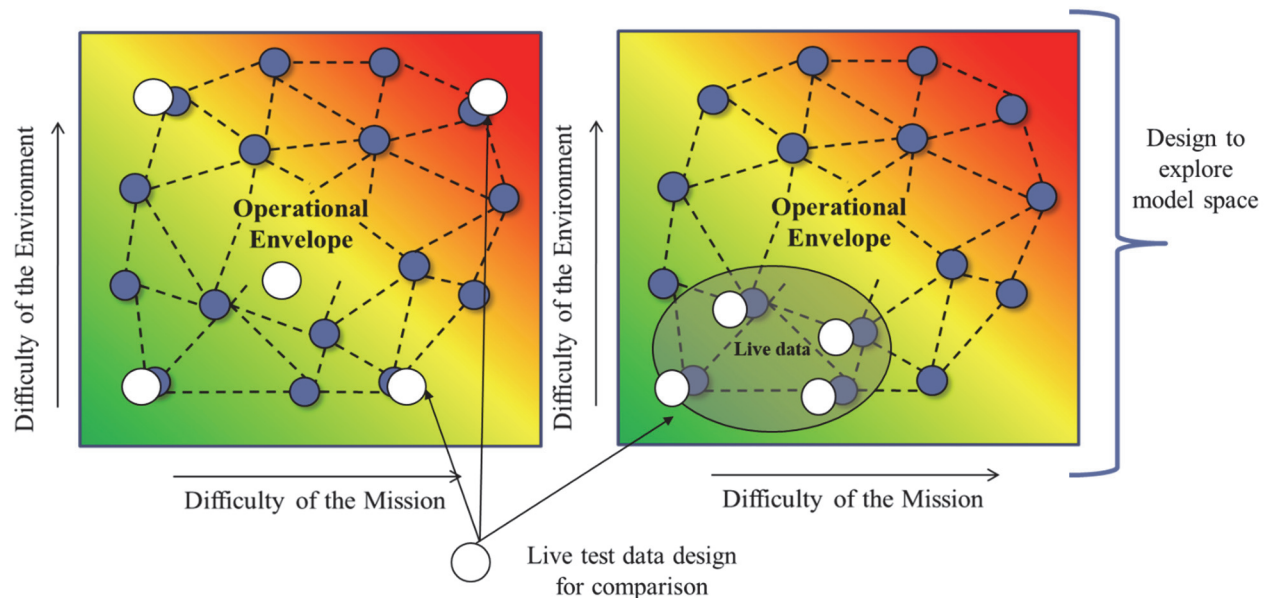 Difficulty of the Environment
Operational
Envelope
Difficulty of the Mission
Difficulty of the Environment
Operational
Envelope
Live data
Difficulty of the Mission
Design to
explore
model space
Live test data design
for comparison